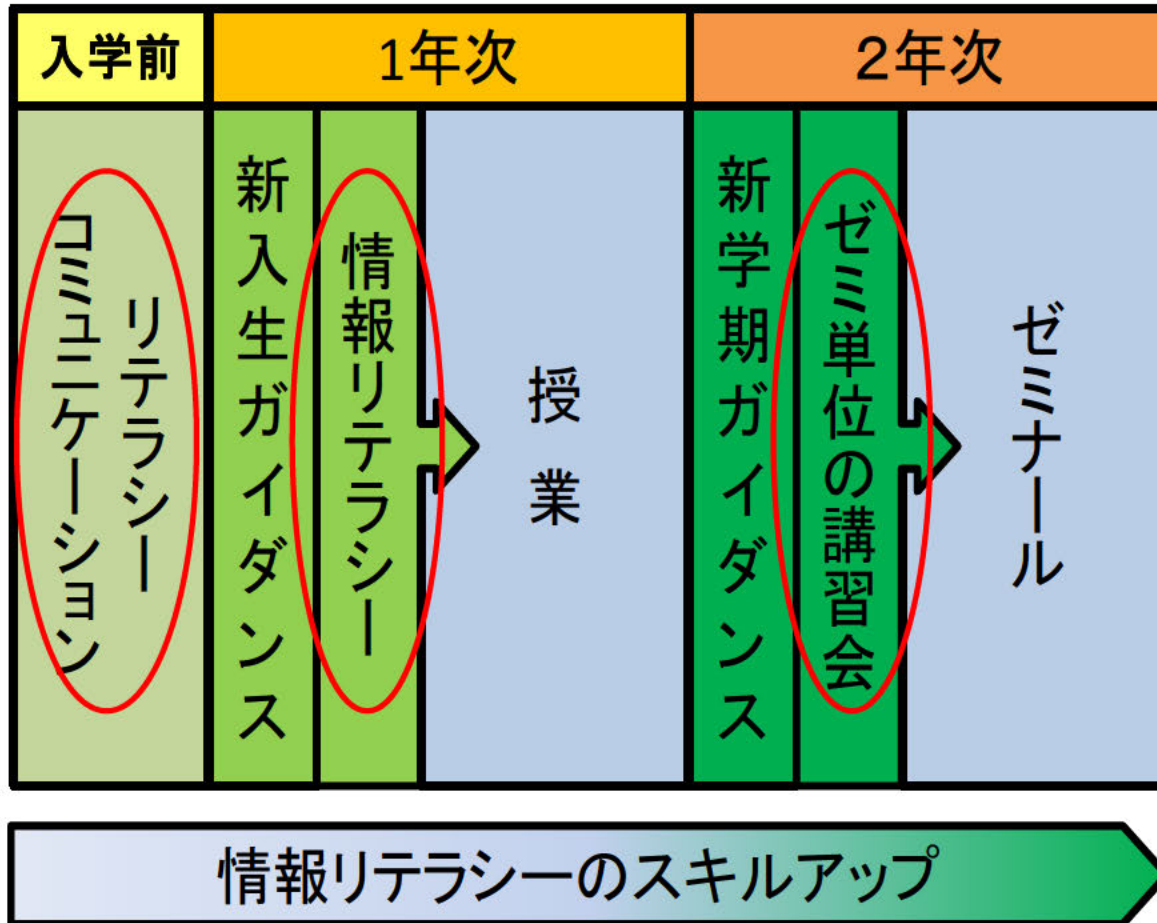 入学前
1年次
２年次
コミュニケーション
リテラシー
新入生ガイダンス
情報リテラシー
授業
新学期ガイダンス
ゼミ単位の講習会
ゼミナール
情報リテラシーのスキルアップ